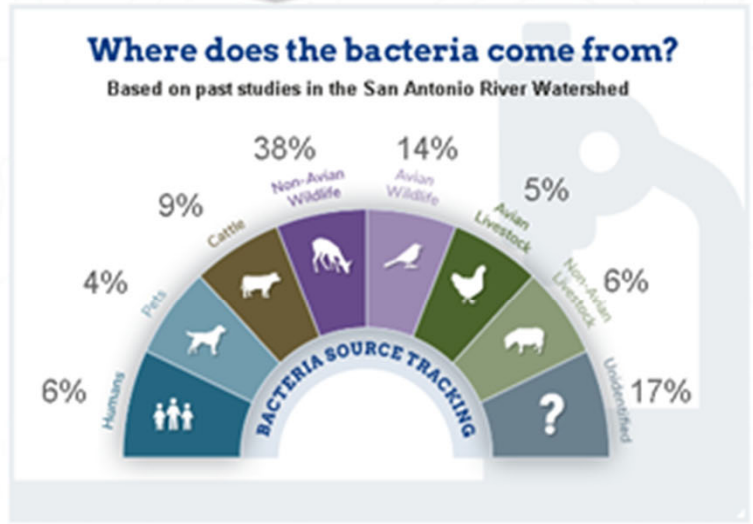 Where does the bacteria come from?
Based on past studies in the San Antonio River Watershed
6%
Humans
4%
Pets
9%
Cattle
38%
Non-Avian
Wildlife
14%
Avian
Wildlife
5%
Avian
Livestock
6%
Non-Avian
Livestock
17%
Unidentified
?
BACTERIA SOURCE TRACKING